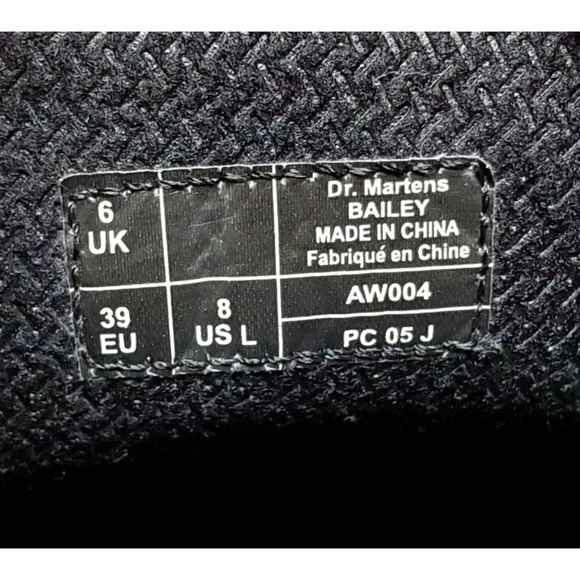 6
UK
39
EU
8
US L
Dr. Martens
BAILEY
MADE IN CHINA
Fabriqué en Chine
AW004
PC 05 J